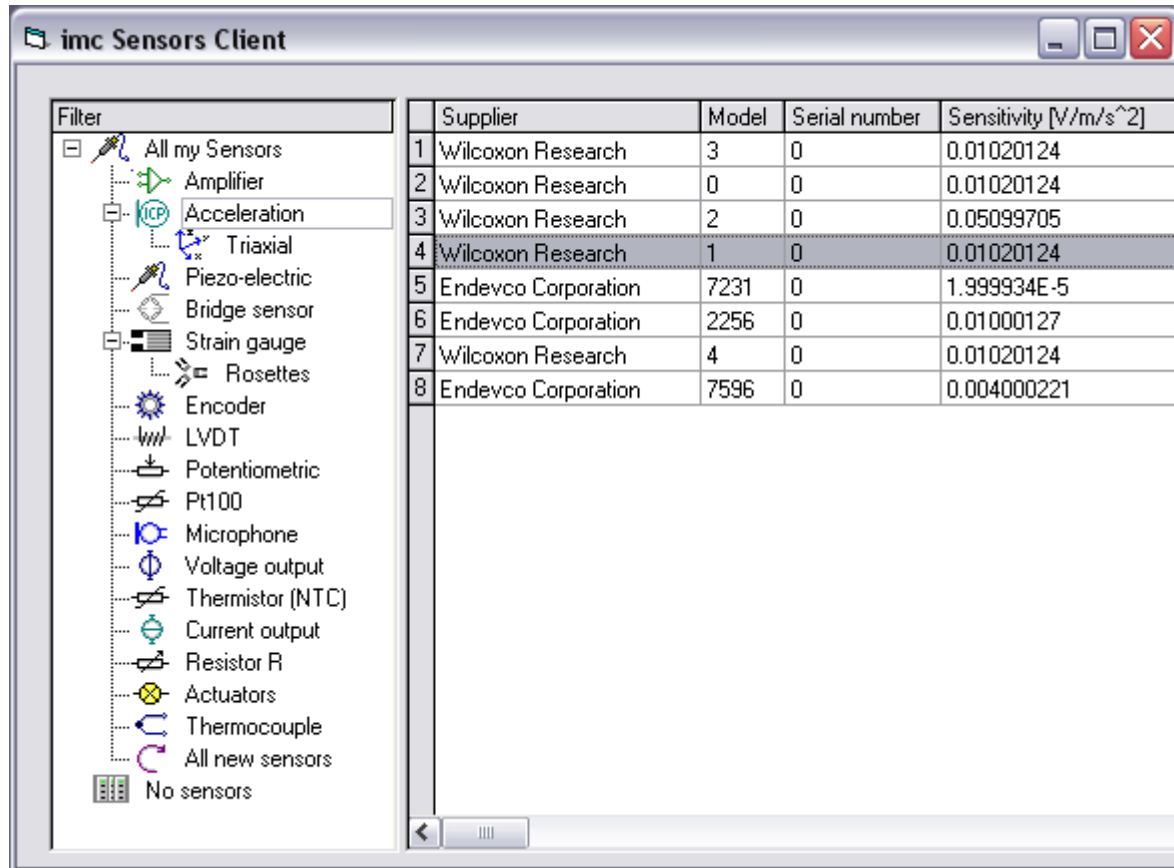 imc Sensors Client
Filter
All my Sensors
Amplifier
ICP Acceleration
Triaxial
Piezo-electric
Bridge sensor
Strain gauge
Rosettes
Encoder
LVDT
Potentiometric
Pt100
Microphone
Voltage output
Thermistor (NTC)
Current output
Resistor R
Actuators
Thermocouple
All new sensors
No sensors
Supplier Model Serial number Sensitivity [V/m/s^2]
1 Wilcoxon Research 3 0 0.01020124
2 Wilcoxon Research 0 0 0.01020124
3 Wilcoxon Research 2 0 0.05099705
4 Wilcoxon Research 1 0 0.01020124
5 Endevco Corporation 7231 0 1.999934E-5
6 Endevco Corporation 2256 0 0.01000127
7 Wilcoxon Research 4 0 0.01020124
8 Endevco Corporation 7596 0 0.004000221